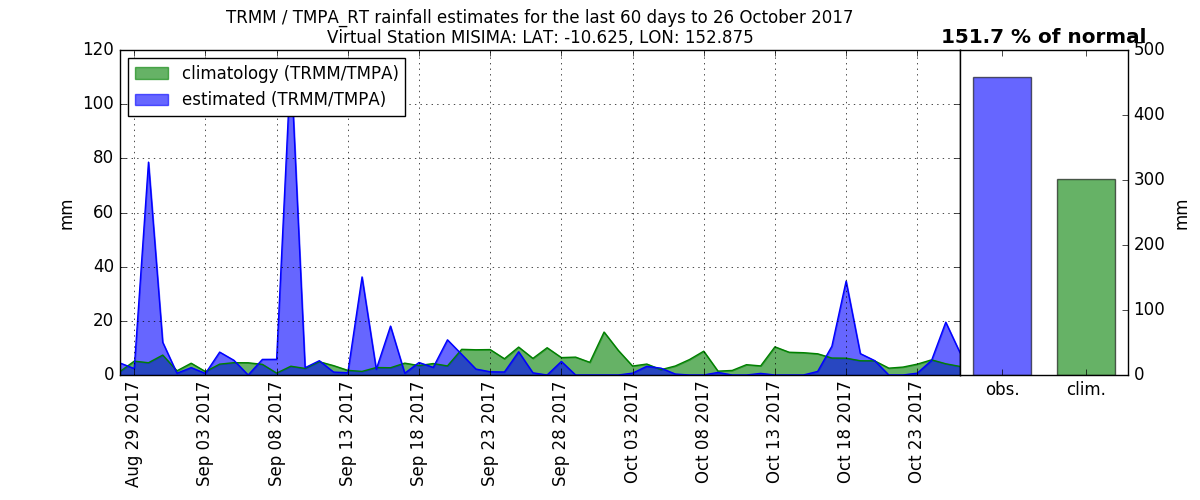 TRMM / TMPA_RT rainfall estimates for the last 60 days to 26 October 2017
Virtual Station MISIMA: LAT: -10.625, LON: 152.875
151.7 % of normal
climatology (TRMM/TMPA)
estimated (TRMM/TMPA)
120
100
80
60
40
20
0
mm
Aug 29 2017
Sep 03 2017
Sep 08 2017
Sep 13 2017
Sep 18 2017
Sep 23 2017
Sep 28 2017
Oct 03 2017
Oct 08 2017
Oct 13 2017
Oct 18 2017
Oct 23 2017
500
400
300
200
100
0
mm
obs.
clim.